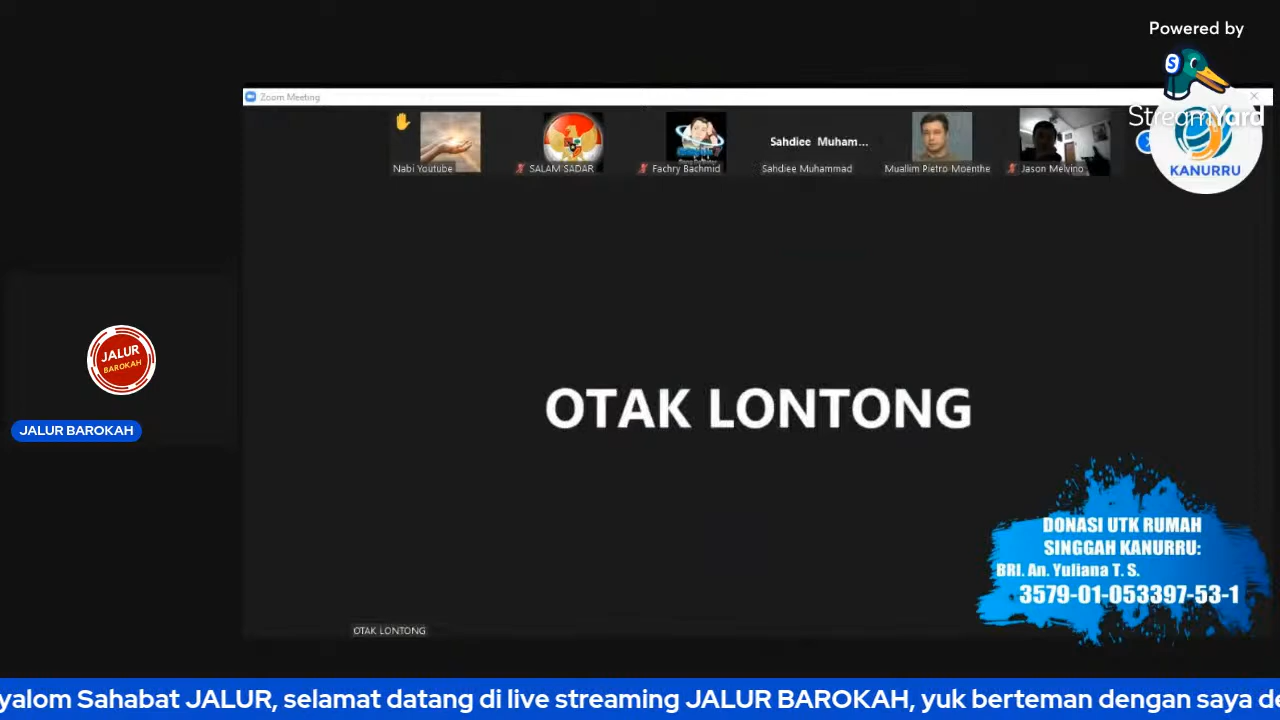 Powered by
StreamYard
KANURRU
Zoom Meeting
Nabi Youtube
SALAM SADAR
Fachry Bachmid
Sahdiee Muham...
Sahdiee Muhammad
Muallim Pietro Moenthe
Jason Melvino
JALUR
BAROKAH
JALUR BAROKAH
OTAK LONTONG
DONASI UTK RUMAH
SINGGAH KANURRU:
BRI. An. Yuliana T. S.
3579-01-053397-53-1
OTAK LONTONG
yalom Sahabat JALUR, selamat datang di live streaming JALUR BAROKAH, yuk berteman dengan saya de